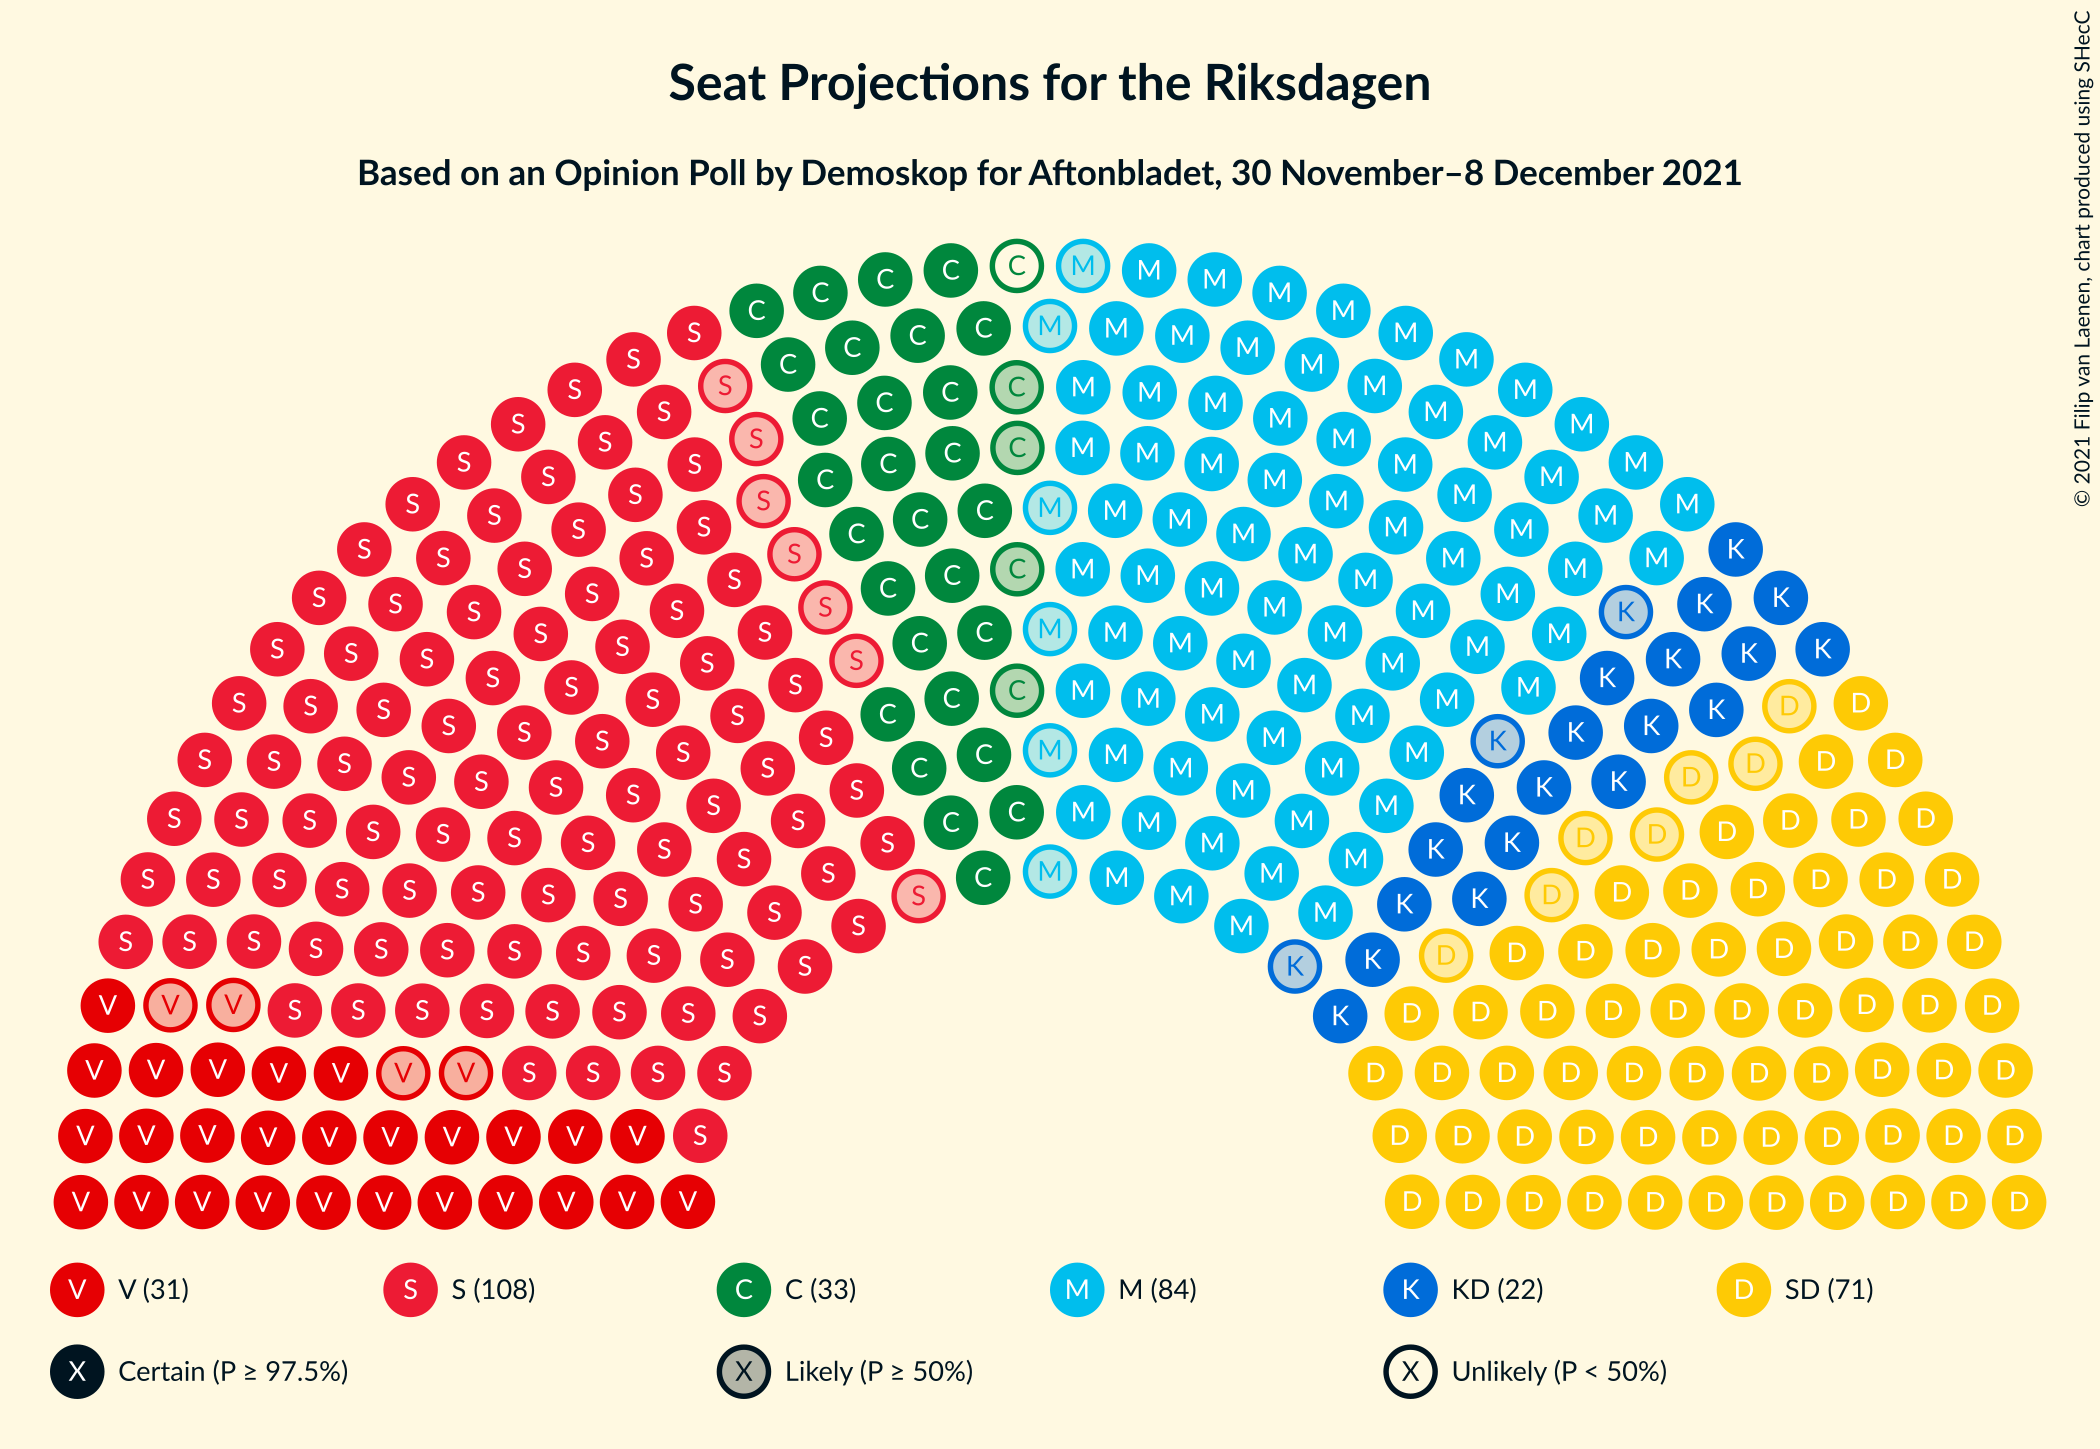 Seat Projections for the Riksdagen
Based on an Opinion Poll by Demoskop for Aftonbladet, 30 November–8 December 2021
© 2021 Filip van Laenen, chart produced using SHecC
V V (31) S S (108) C C (33) M M (84) K KD (22) D SD (71)
X Certain (P ≥ 97.5%) X Likely (P ≥ 50%) X Unlikely (P < 50%)